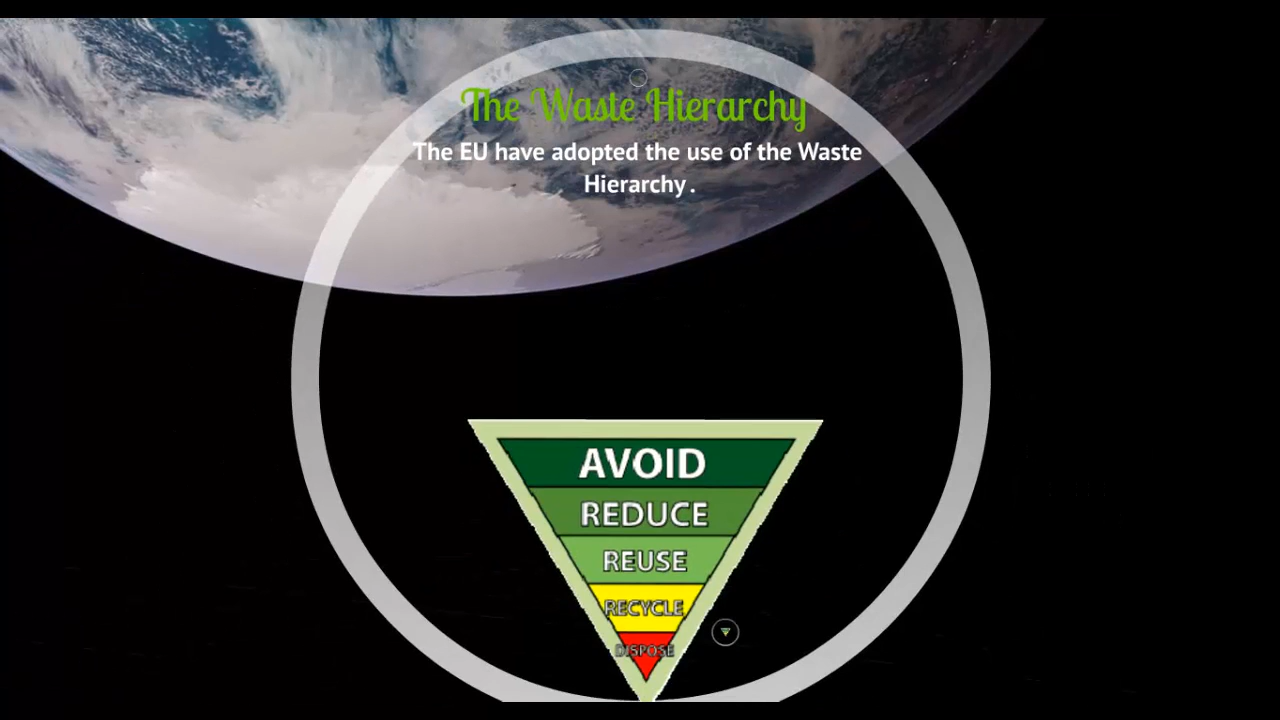 The Waste Hierarchy
The EU have adopted the use of the Waste
Hierarchy.
AVOID
REDUCE
REUSE
RECYCLE
DISPOSE